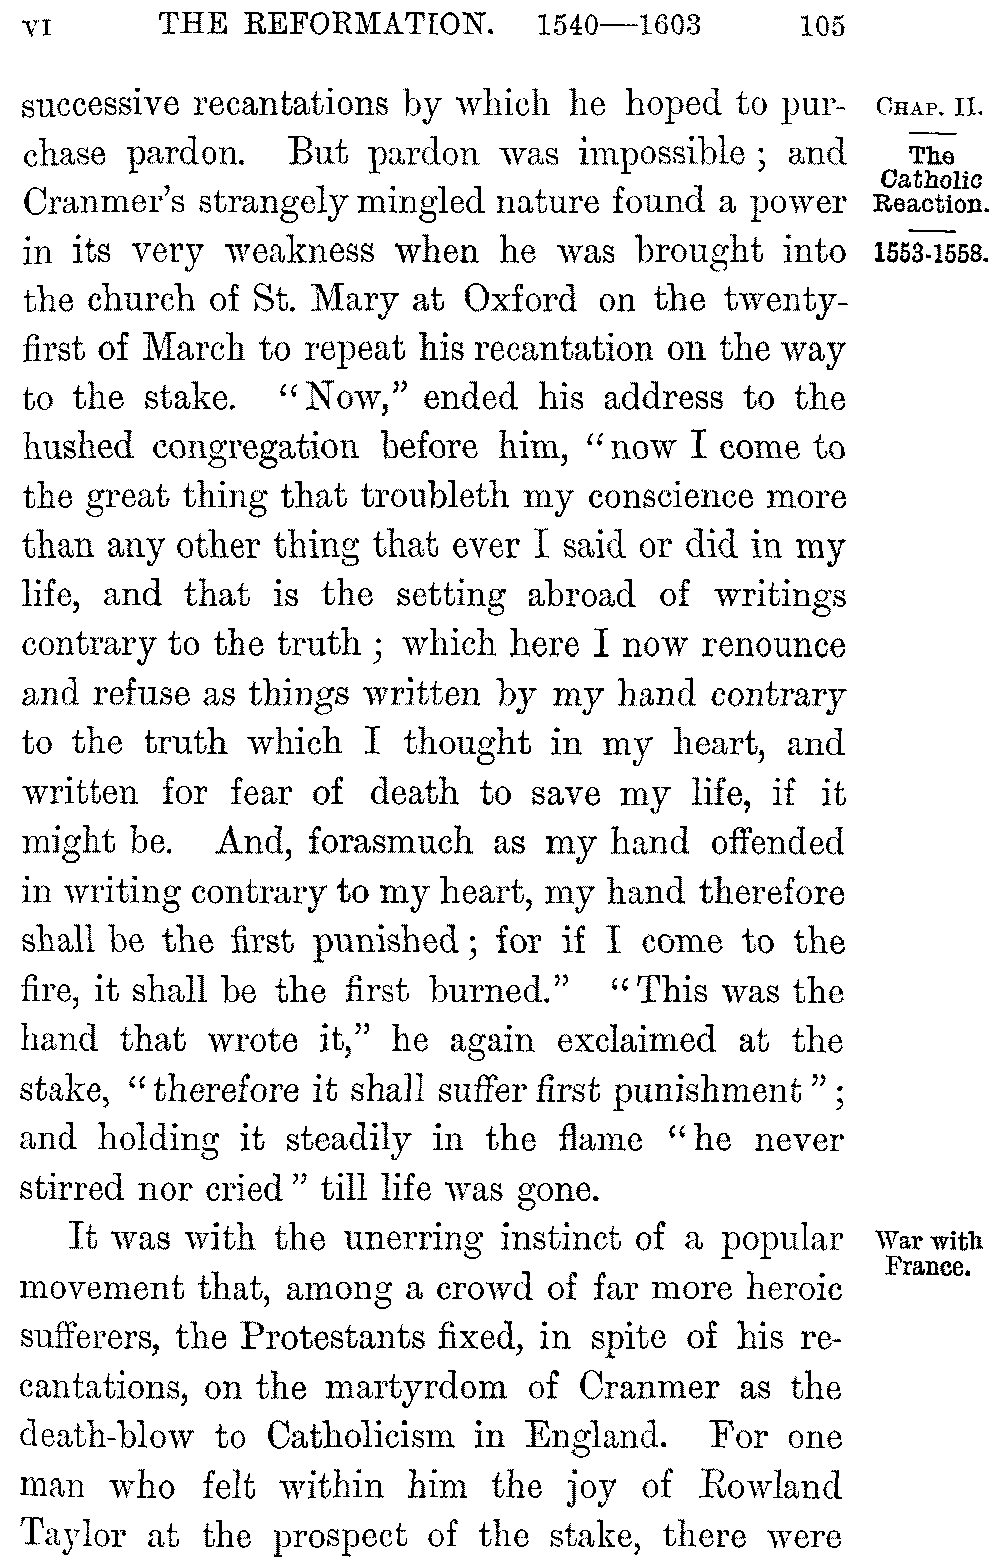 VI THE REFORMATION. 1540—1603 105
successive recantations by which he hoped to pur-
chase pardon. But pardon was impossible ; and
Cranmer's strangely mingled nature found a power
in its very weakness when he was brought into
the church of St. Mary at Oxford on the twenty-
first of March to repeat his recantation on the way
to the stake. "Now," ended his address to the
hushed congregation before him, "now I come to
the great thing that troubleth my conscience more
than any other thing that ever I said or did in my
life, and that is the setting abroad of writings
contrary to the truth ; which here I now renounce
and refuse as things written by my hand contrary
to the truth which I thought in my heart, and
written for fear of death to save my life, if it
might be. And, forasmuch as my hand offended
in writing contrary to my heart, my hand therefore
shall be the first punished ; for if I come to the
fire, it shall be the first burned." "This was the
hand that wrote it," he again exclaimed at the
stake, "therefore it shall suffer first punishment" ;
and holding it steadily in the flame "he never
stirred nor cried" till life was gone.
It was with the unerring instinct of a popular
movement that, among a crowd of far more heroic
sufferers, the Protestants fixed, in spite of his re-
cantations, on the martyrdom of Cranmer as the
death-blow to Catholicism in England. For one
man who felt within him the joy of Rowland
Taylor at the prospect of the stake, there were
CHAP. II.
The
Catholic
Reaction.
1553-1558.
War with
France.